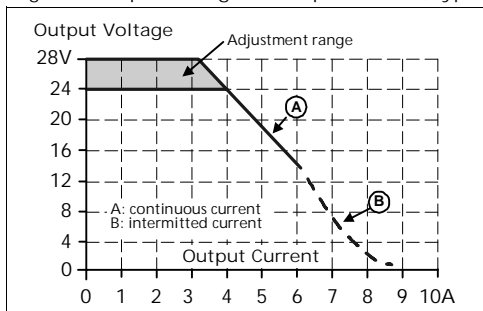 Output Voltage
Adjustment range
28V
24
20
16
12
8
4
0
A
B
A: continuous current
B: intermitted current
Output Current
0 1 2 3 4 5 6 7 8 9 10A